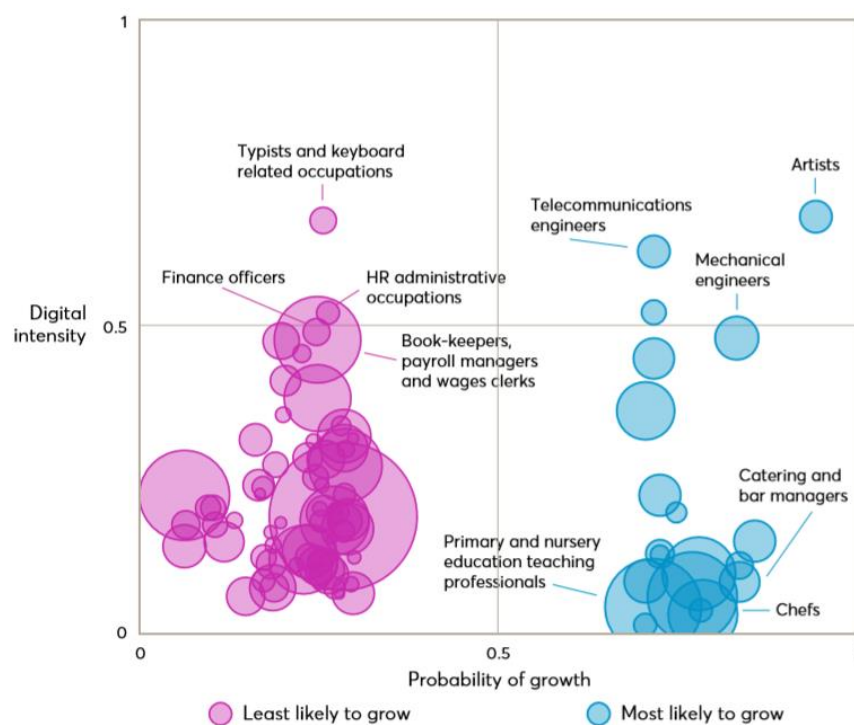 1
Typists and keyboard
related occupations
Artists
Telecommunications
engineers
Mechanical
engineers
Finance officers
HR administrative
occupations
Digital
intensity
0.5
Book-keepers,
payroll managers
and wages clerks
Catering and
bar managers
Primary and nursery
education teaching
professionals
Chefs
0
0
0.5
Probability of growth
Least likely to grow
Most likely to grow